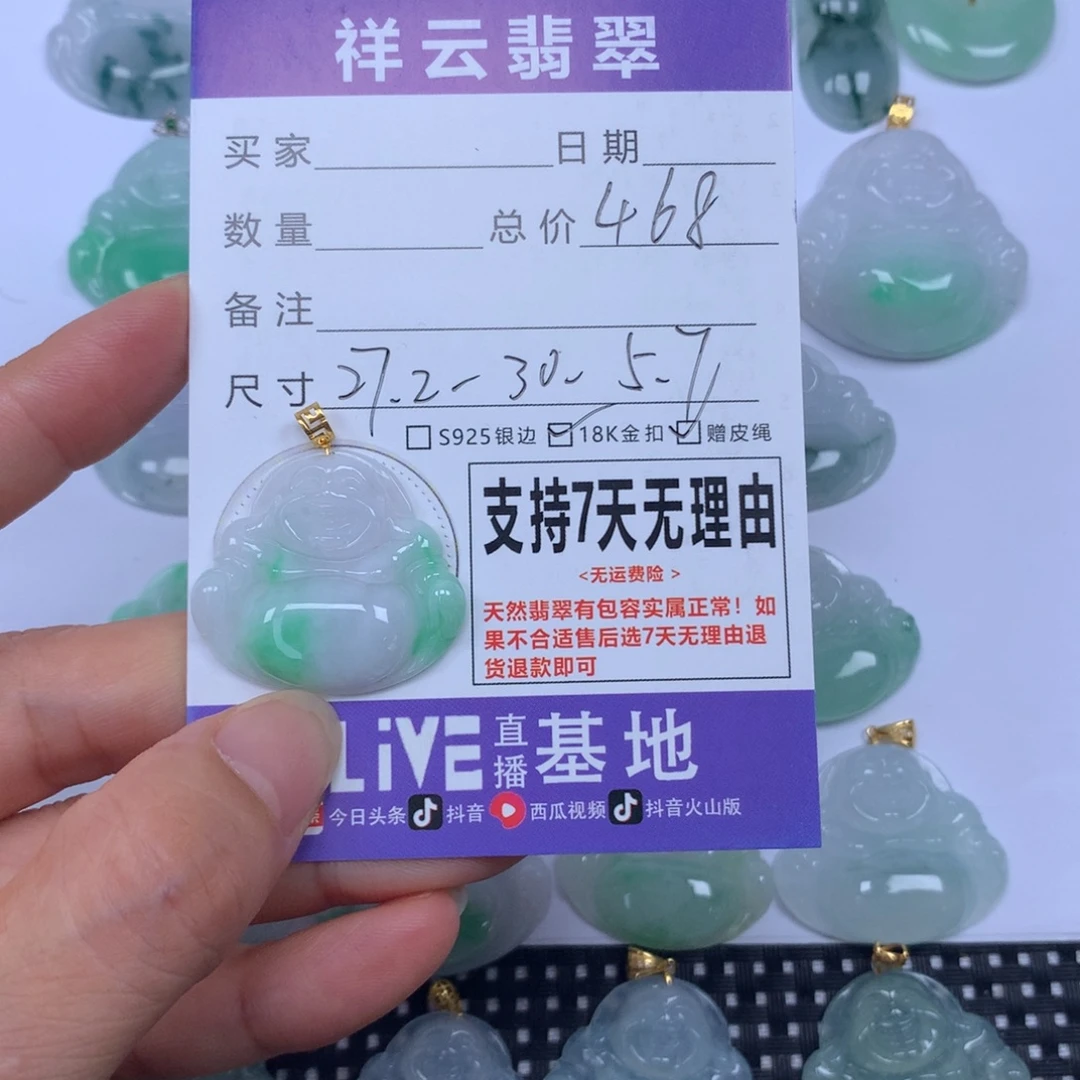 祥云翡翠
买家 日期
数量 总价 468
备注
尺寸 27.2-30-5.7
S925银边 18K金扣 赠皮绳
支持7天无理由
<无运费险>
天然翡翠有包容实属正常！如
果不合适售后选7天无理由退
货退款即可
LiVE直播基地
今日头条 抖音 西瓜视频 抖音火山版